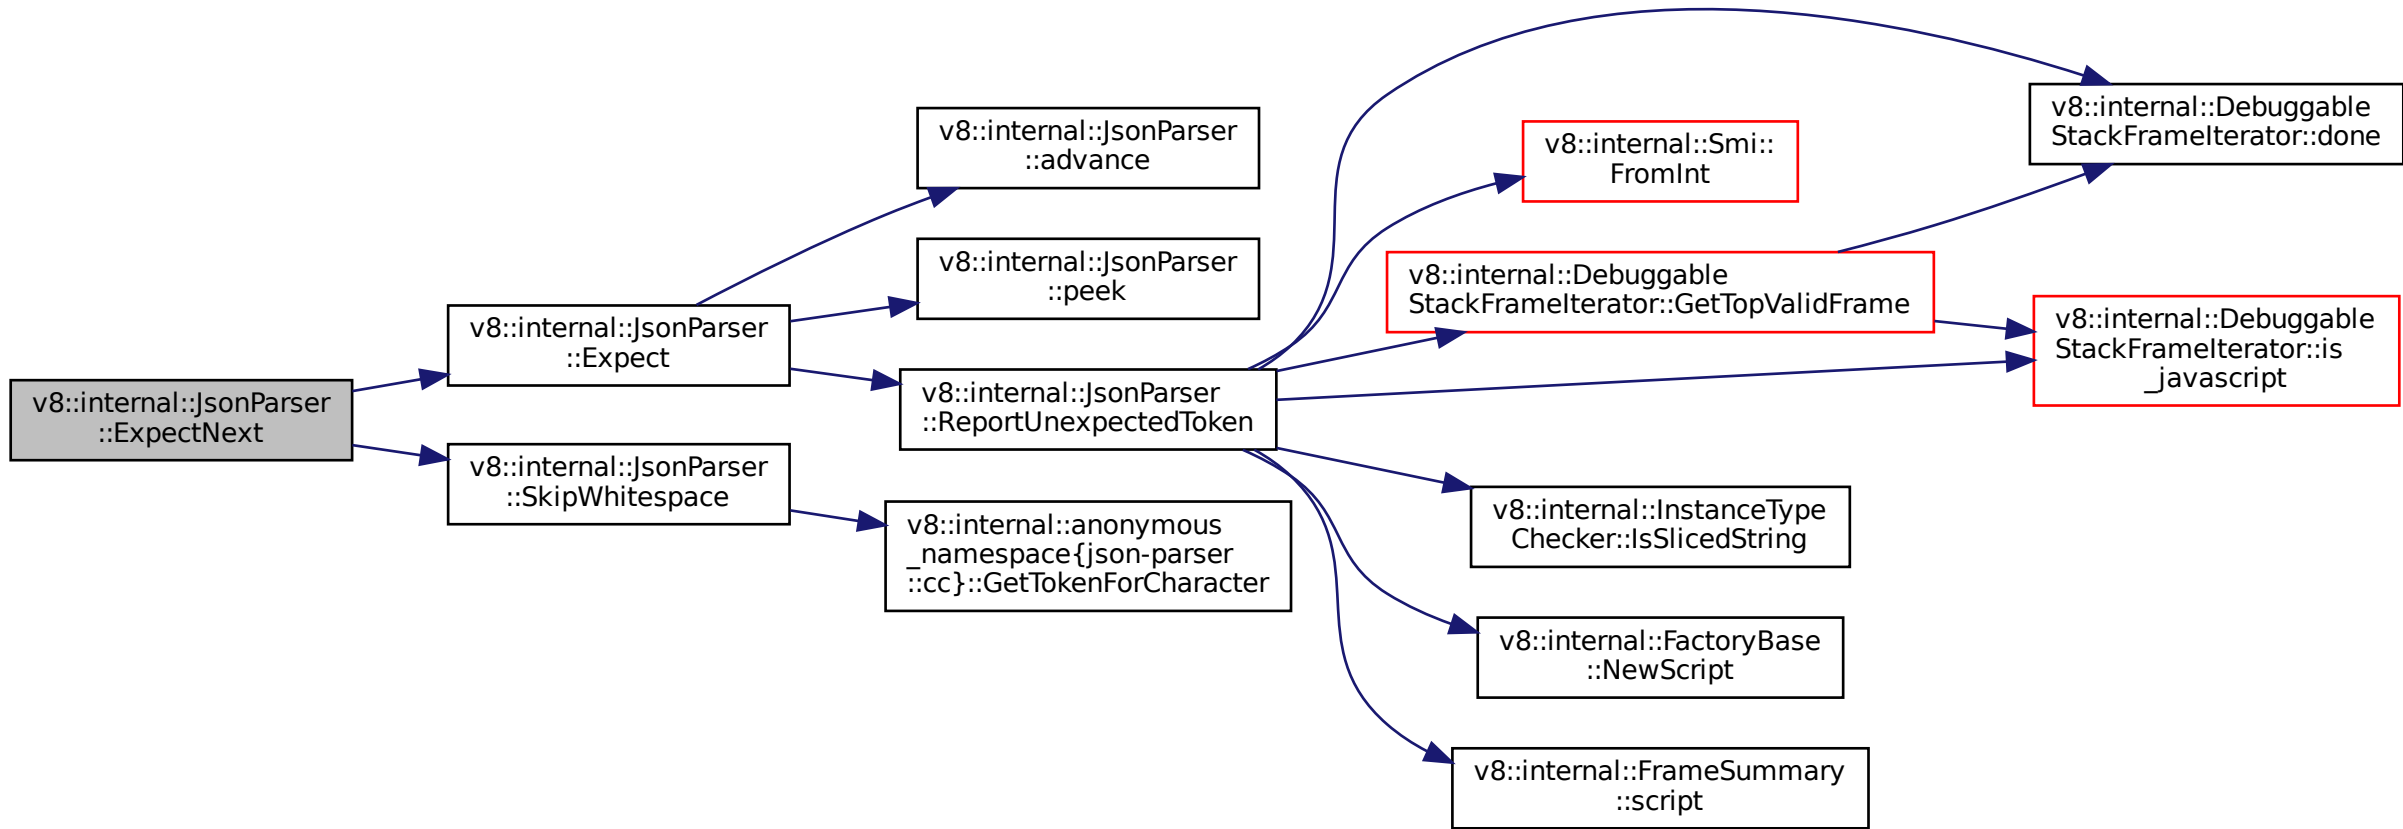 v8::internal::JsonParser
::ExpectNext
v8::internal::JsonParser
::Expect
v8::internal::JsonParser
::SkipWhitespace
v8::internal::JsonParser
::advance
v8::internal::JsonParser
::peek
v8::internal::JsonParser
::ReportUnexpectedToken
v8::internal::anonymous
_namespace{json-parser
::cc}::GetTokenForCharacter
v8::internal::Smi::
FromInt
v8::internal::Debuggable
StackFrameIterator::GetTopValidFrame
v8::internal::InstanceType
Checker::IsSlicedString
v8::internal::FactoryBase
::NewScript
v8::internal::FrameSummary
::script
v8::internal::Debuggable
StackFrameIterator::done
v8::internal::Debuggable
StackFrameIterator::is
_javascript